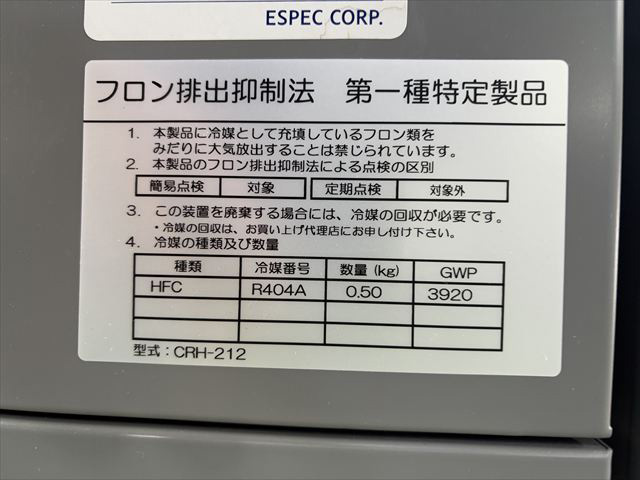 ESPEC CORP.
フロン排出抑制法 第一種特定製品
1. 本製品に冷媒として充填しているフロン類を
みだりに大気放出することは禁じられています。
2. 本製品のフロン排出抑制法による点検の区別
簡易点検 対象 定期点検 対象外
3. この装置を廃棄する場合には、冷媒の回収が必要です。
・冷媒の回収は、お買い上げ代理店にお申し付け下さい。
4. 冷媒の種類及び数量
種類 冷媒番号 数量 (kg) GWP
HFC R404A 0.50 3920
型式:CRH-212